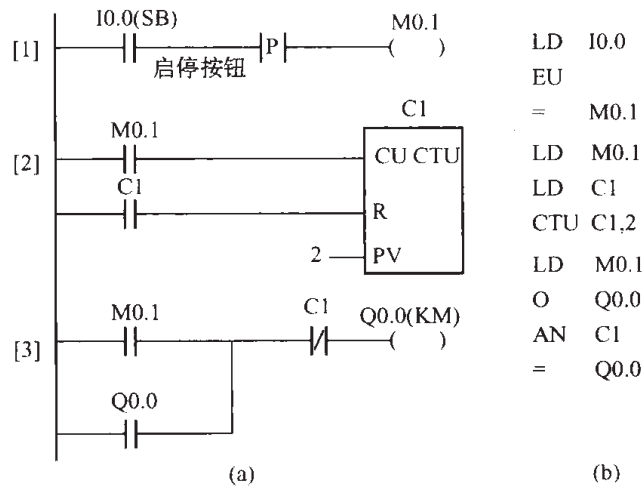 I0.0(SB)
M0.1
[1]
P
( )
启停按钮
M0.1
C1
[2]
CU CTU
C1
R
2
PV
M0.1
C1
Q0.0(KM)
[3]
( )
Q0.0
(a)
LD I0.0
EU
= M0.1
LD M0.1
LD C1
CTU C1,2
LD M0.1
O Q0.0
AN C1
= Q0.0
(b)